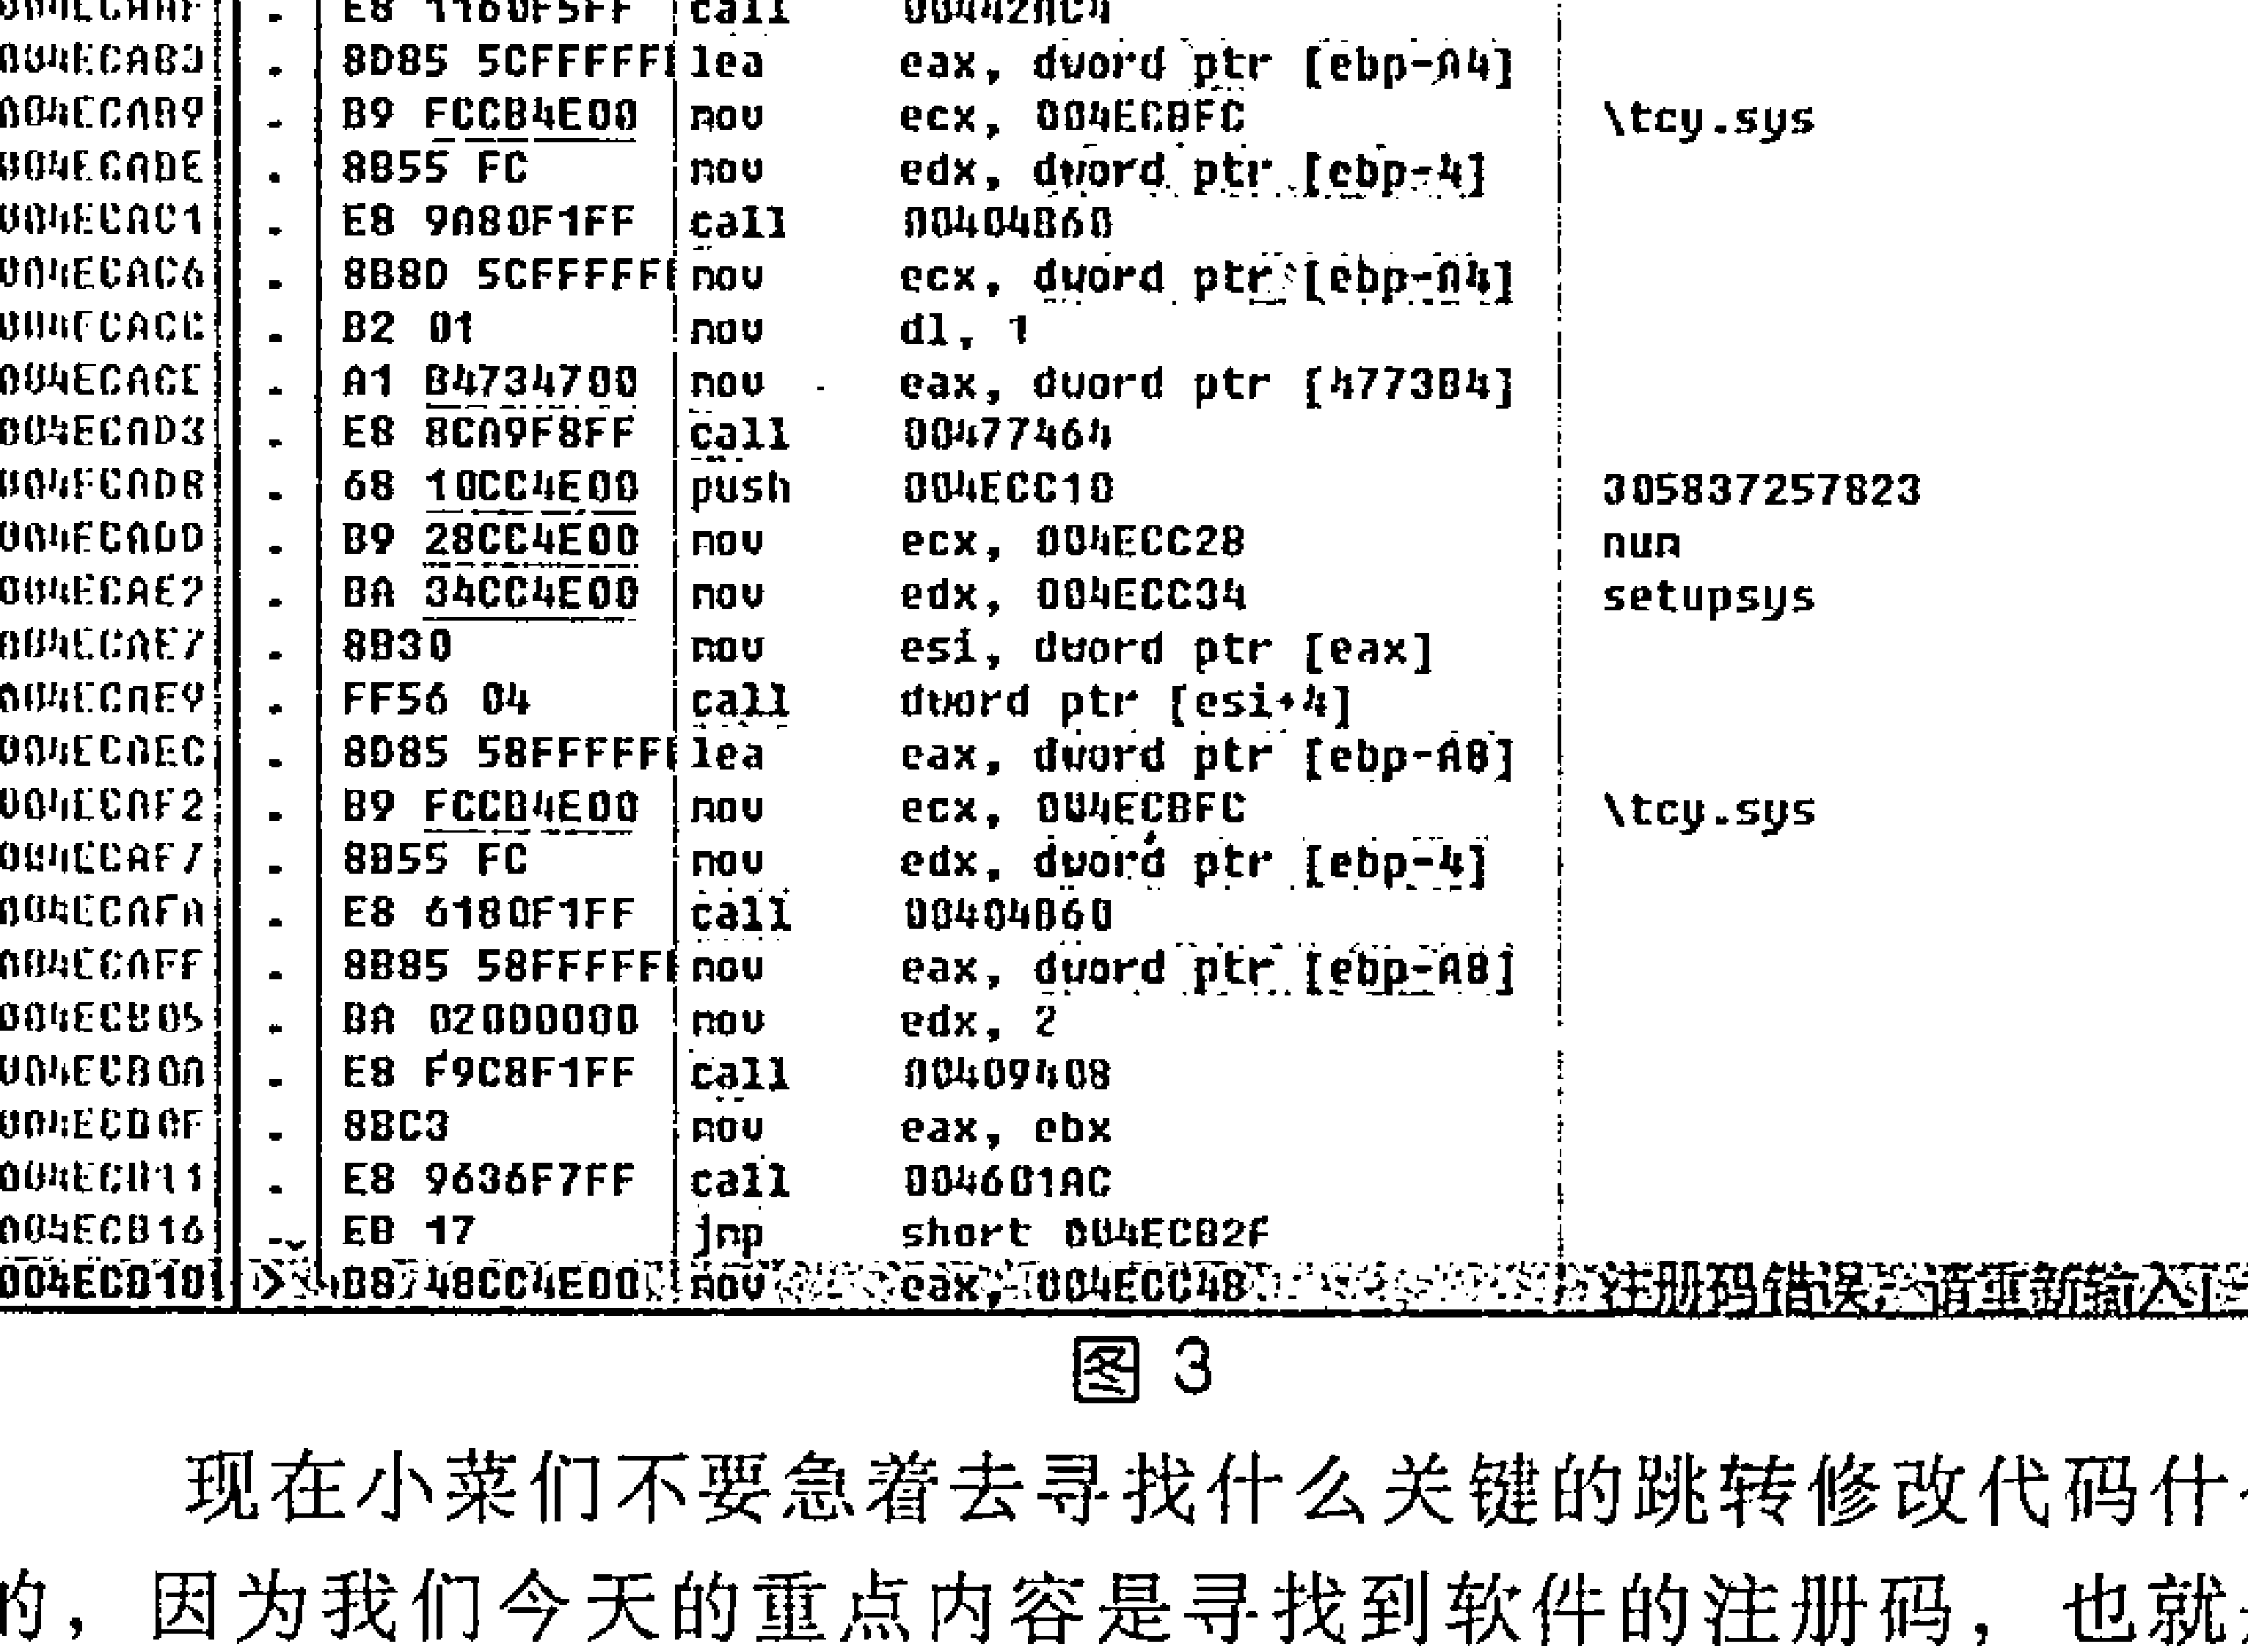 E8 1160F5FF call 00442AC4
004ECAB3 . 8D85 5CFFFFF lea eax, dword ptr [ebp-A4]
004ECAB9 . B9 FCCB4E00 mov ecx, 004ECBFC \tcy.sys
004ECABE . 8B55 FC mov edx, dword ptr [ebp-4]
004ECAC1 . E8 9A80F1FF call 00404B60
004ECAC6 . 8B8D 5CFFFFF mov ecx, dword ptr [ebp-A4]
004ECACC . B2 01 mov dl, 1
004ECACE . A1 B4734700 mov eax, dword ptr [4773B4]
004ECAD3 . E8 8CA9F8FF call 00477464
004ECAD8 . 68 10CC4E00 push 004ECC10 305837257823
004ECADD . B9 28CC4E00 mov ecx, 004ECC28 num
004ECAE2 . BA 34CC4E00 mov edx, 004ECC34 setupsys
004ECAE7 . 8B30 mov esi, dword ptr [eax]
004ECAE9 . FF56 04 call dword ptr [esi+4]
004ECAEC . 8D85 58FFFFF lea eax, dword ptr [ebp-A8]
004ECAF2 . B9 FCCB4E00 mov ecx, 004ECBFC \tcy.sys
004ECAF7 . 8B55 FC mov edx, dword ptr [ebp-4]
004ECAFA . E8 6180F1FF call 00404B60
004ECAFF . 8B85 58FFFFF mov eax, dword ptr [ebp-A8]
004ECB05 . BA 02000000 mov edx, 2
004ECB0A . E8 F9C8F1FF call 00409408
004ECB0F . 8BC3 mov eax, ebx
004ECB11 . E8 9636F7FF call 004601AC
004ECB16 . EB 17 jmp short 004ECB2F
004ECB18 > B8 48CC4E00 mov eax, 004ECC48 注册码错误，请重新输入
图 3
现在小菜们不要急着去寻找什么关键的跳转修改代码什
的，因为我们今天的重点内容是寻找到软件的注册码，也就